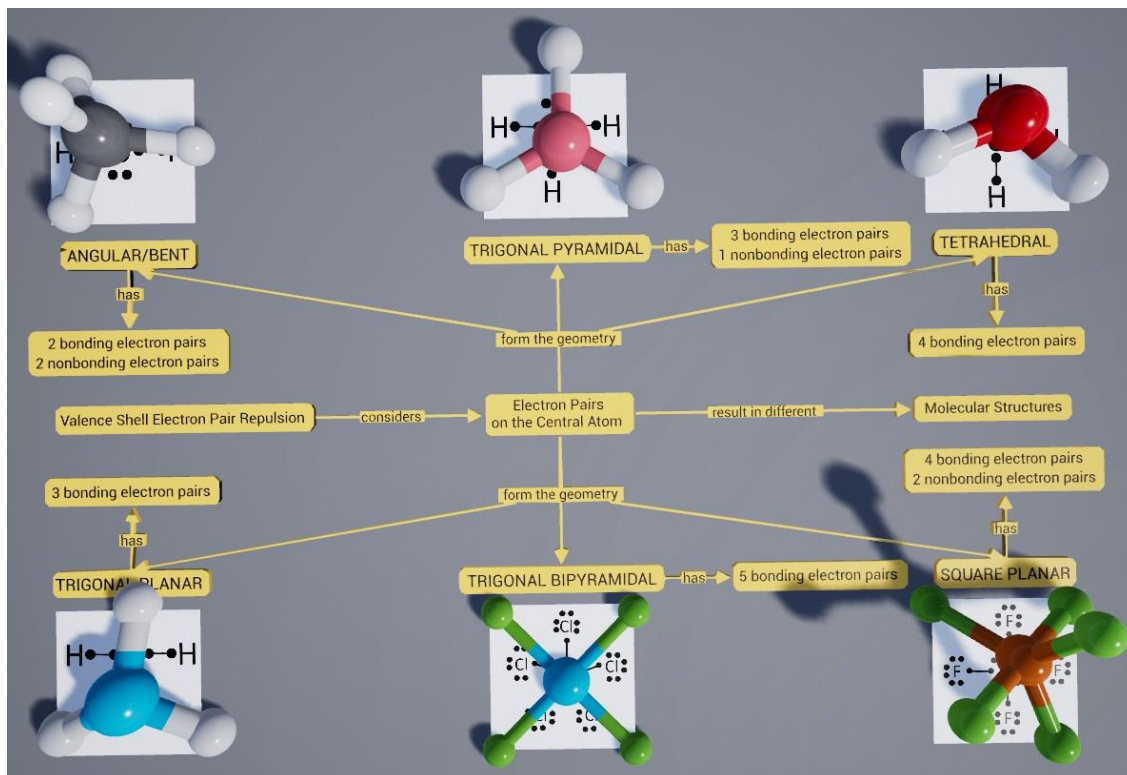 H
H
H
H
H
H
H
H
ANGULAR/BENT
TRIGONAL PYRAMIDAL
has
3 bonding electron pairs
1 nonbonding electron pairs
TETRAHEDRAL
has
has
2 bonding electron pairs
2 nonbonding electron pairs
form the geometry
4 bonding electron pairs
Valence Shell Electron Pair Repulsion
considers
Electron Pairs
on the Central Atom
result in different
Molecular Structures
3 bonding electron pairs
form the geometry
4 bonding electron pairs
2 nonbonding electron pairs
has
has
TRIGONAL PLANAR
TRIGONAL BIPYRAMIDAL
has
5 bonding electron pairs
SQUARE PLANAR
H
H
Cl
Cl
Cl
Cl
Cl
F
F
F
F